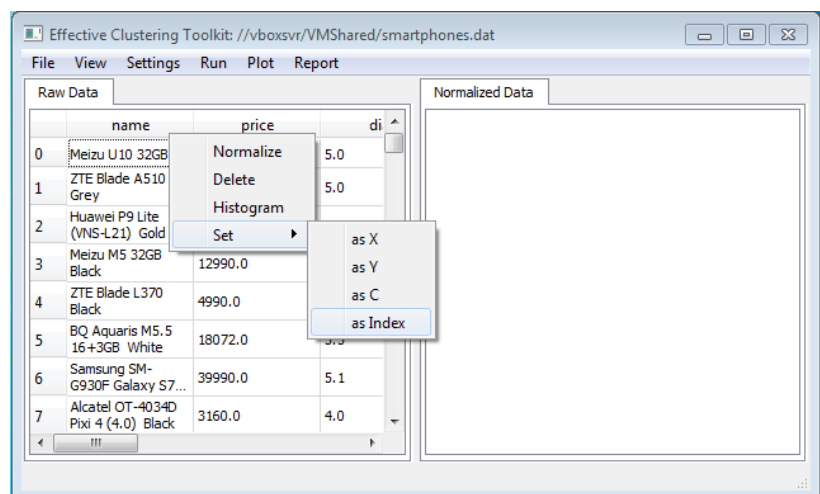 Effective Clustering Toolkit: //vboxsvr/VMShared/smartphones.dat
File View Settings Run Plot Report
Raw Data
Normalized Data
name price di
0 Meizu U10 32GB 5.0
1 ZTE Blade A510
Grey 5.0
2 Huawei P9 Lite
(VNS-L21) Gold
3 Meizu M5 32GB
Black 12990.0
4 ZTE Blade L370
Black 4990.0
5 BQ Aquaris M5.5
16+3GB White 18072.0
6 Samsung SM-
G930F Galaxy S7... 39990.0 5.1
7 Alcatel OT-4034D
Pixi 4 (4.0) Black 3160.0 4.0
Normalize
Delete
Histogram
Set
as X
as Y
as C
as Index